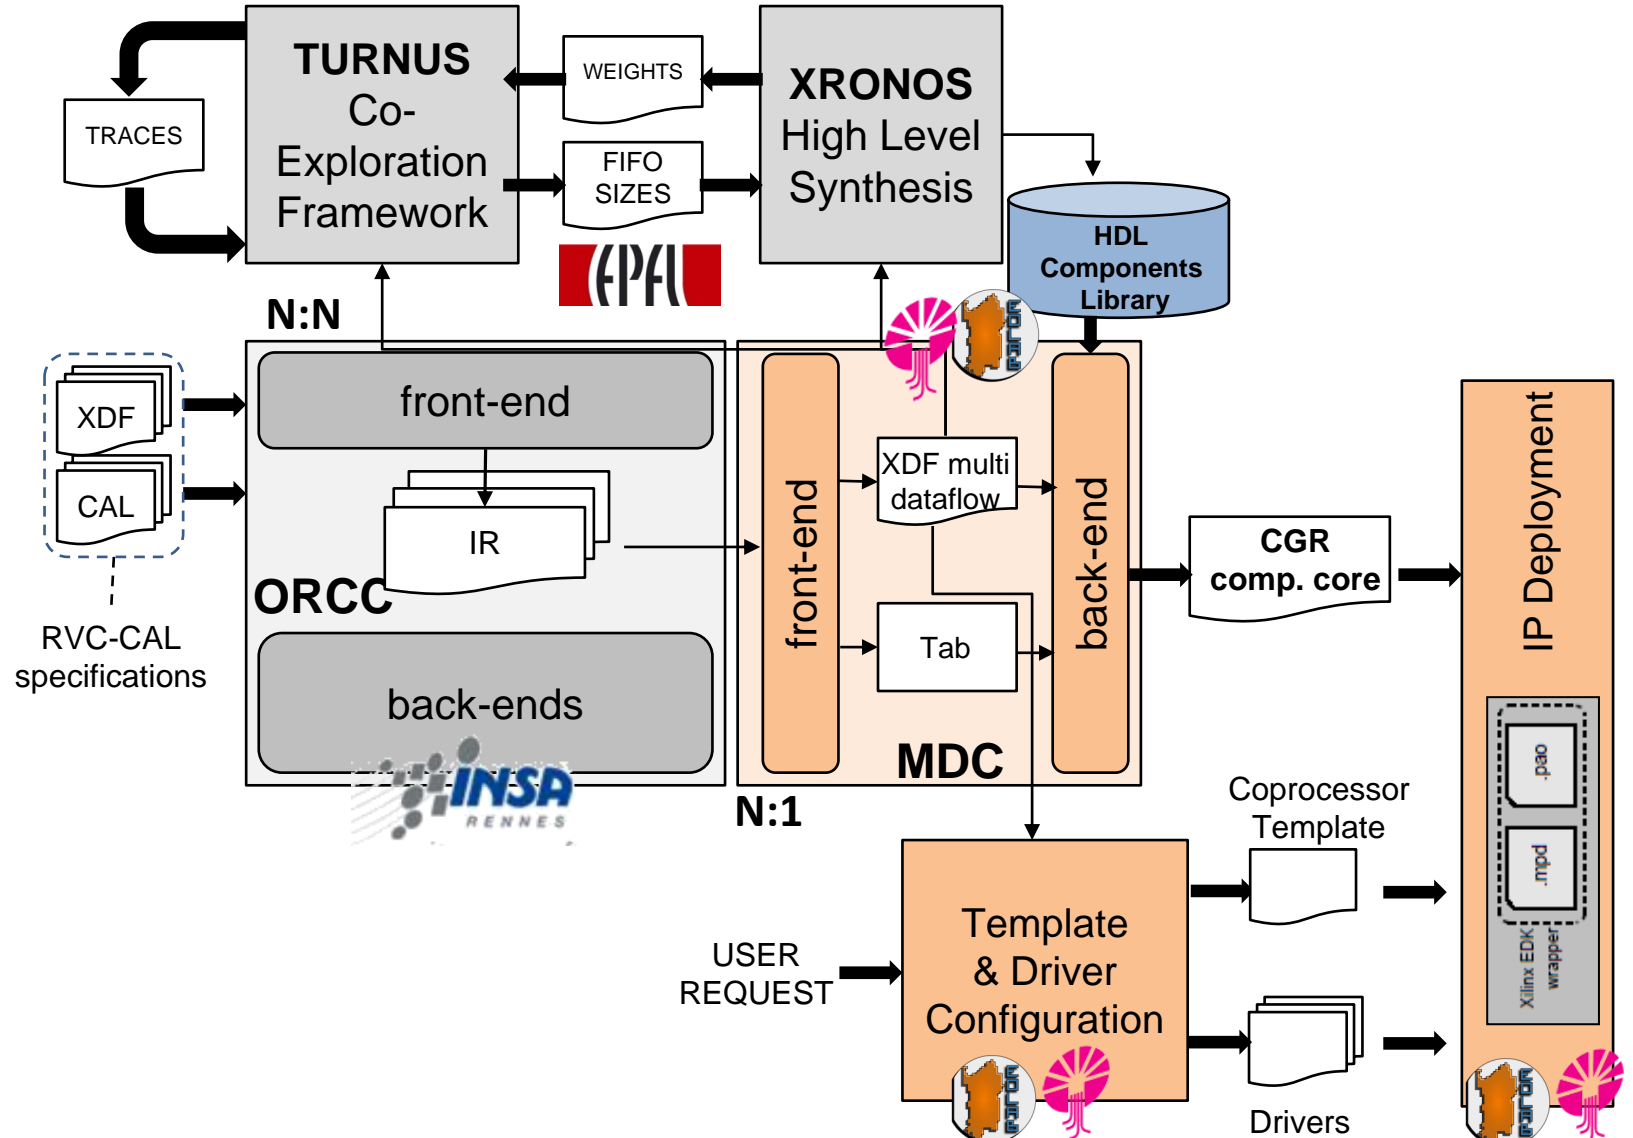 TURNUS
Co-
Exploration
Framework
TRACES
WEIGHTS
FIFO
SIZES
XRONOS
High Level
Synthesis
HDL
Components
Library
EPFL
N:N
XDF
CAL
RVC-CAL
specifications
front-end
IR
ORCC
back-ends
INSA
RENNES
front-end
XDF multi
dataflow
Tab
back-end
MDC
N:1
CGR
comp. core
IP Deployment
.pao
.mpd
Xilinx EDK
wrapper
Coprocessor
Template
USER
REQUEST
Template
& Driver
Configuration
Drivers